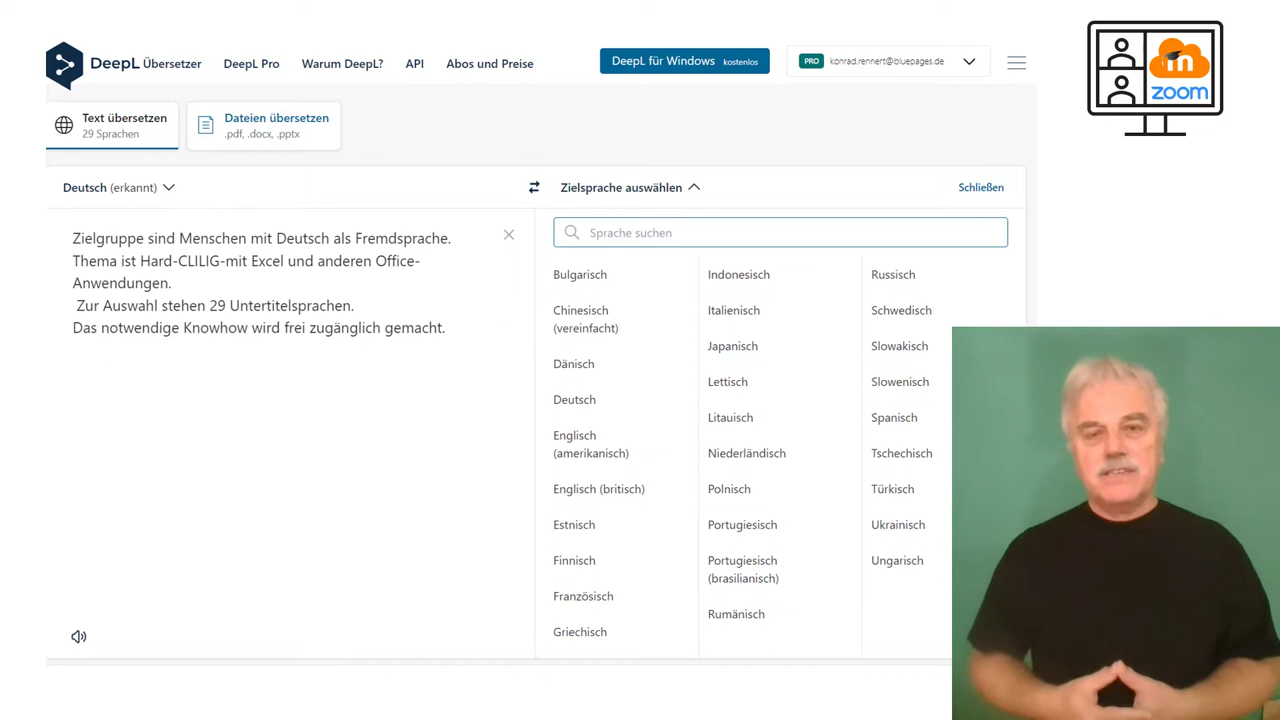 DeepL Übersetzer DeepL Pro Warum DeepL? API Abos und Preise DeepL für Windows kostenlos PRO konrad.rennert@bluepages.de
m
zoom
Text übersetzen
29 Sprachen
Dateien übersetzen
.pdf, .docx, .pptx
Deutsch (erkannt)
Zielsprache auswählen
Schließen
Zielgruppe sind Menschen mit Deutsch als Fremdsprache.
Thema ist Hard-CLILIG-mit Excel und anderen Office-
Anwendungen.
Zur Auswahl stehen 29 Untertitelsprachen.
Das notwendige Knowhow wird frei zugänglich gemacht.
Sprache suchen
Bulgarisch
Chinesisch
(vereinfacht)
Dänisch
Deutsch
Englisch
(amerikanisch)
Englisch (britisch)
Estnisch
Finnisch
Französisch
Griechisch
Indonesisch
Italienisch
Japanisch
Lettisch
Litauisch
Niederländisch
Polnisch
Portugiesisch
Portugiesisch
(brasilianisch)
Rumänisch
Russisch
Schwedisch
Slowakisch
Slowenisch
Spanisch
Tschechisch
Türkisch
Ukrainisch
Ungarisch